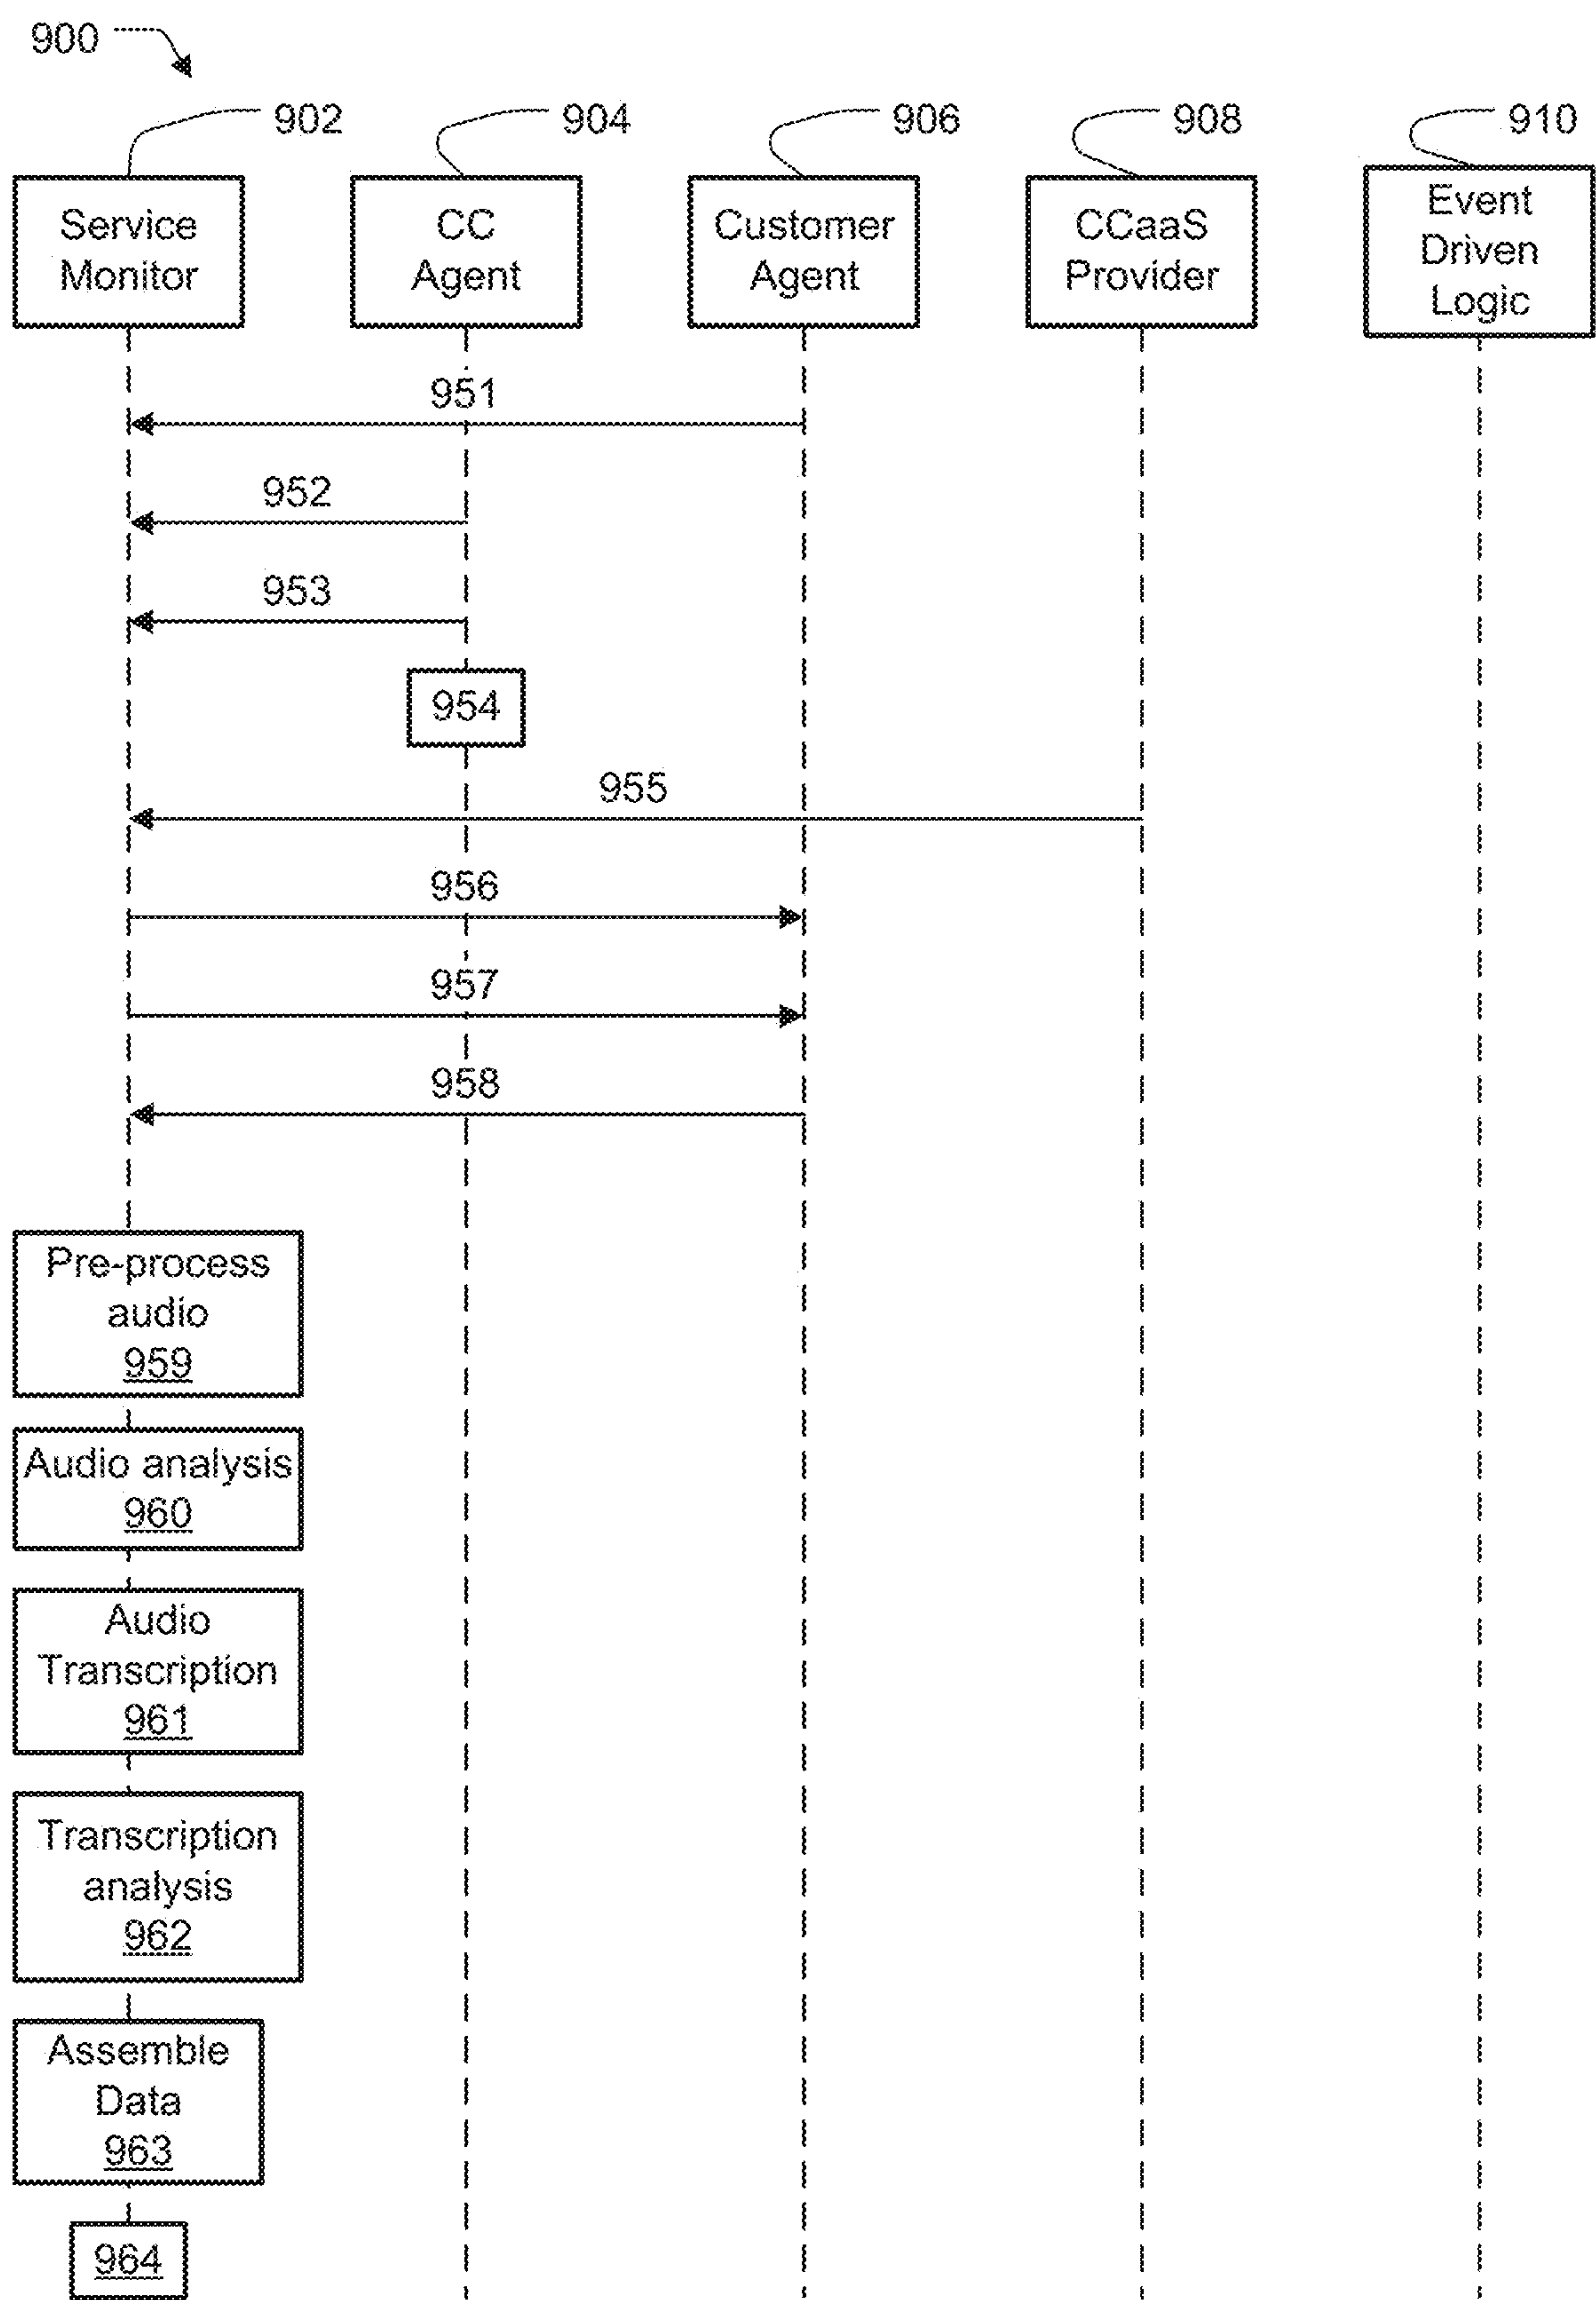 900
902
904
906
908
910
Service
Monitor
CC
Agent
Customer
Agent
CCaaS
Provider
Event
Driven
Logic
951
952
953
954
955
956
957
958
Pre-process
audio
959
Audio analysis
960
Audio
Transcription
961
Transcription
analysis
962
Assemble
Data
963
964